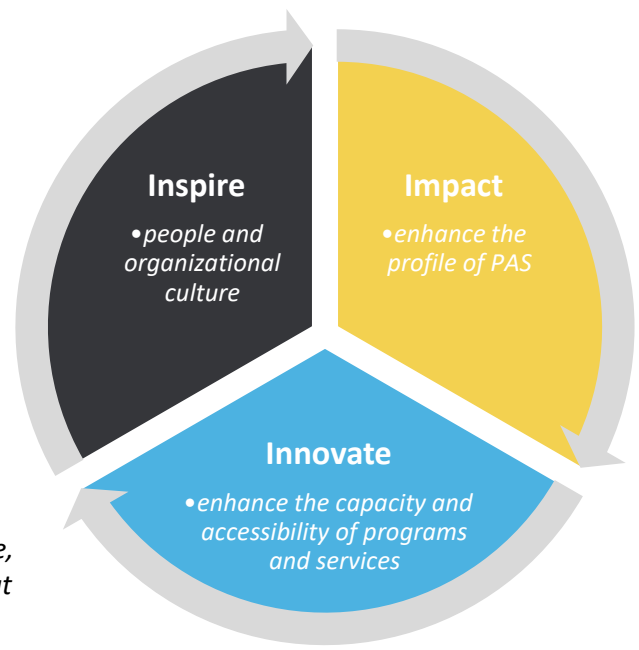 Inspire
•people and
organizational
culture
Impact
•enhance the
profile of PAS
Innovate
•enhance the capacity and
accessibility of programs
and services